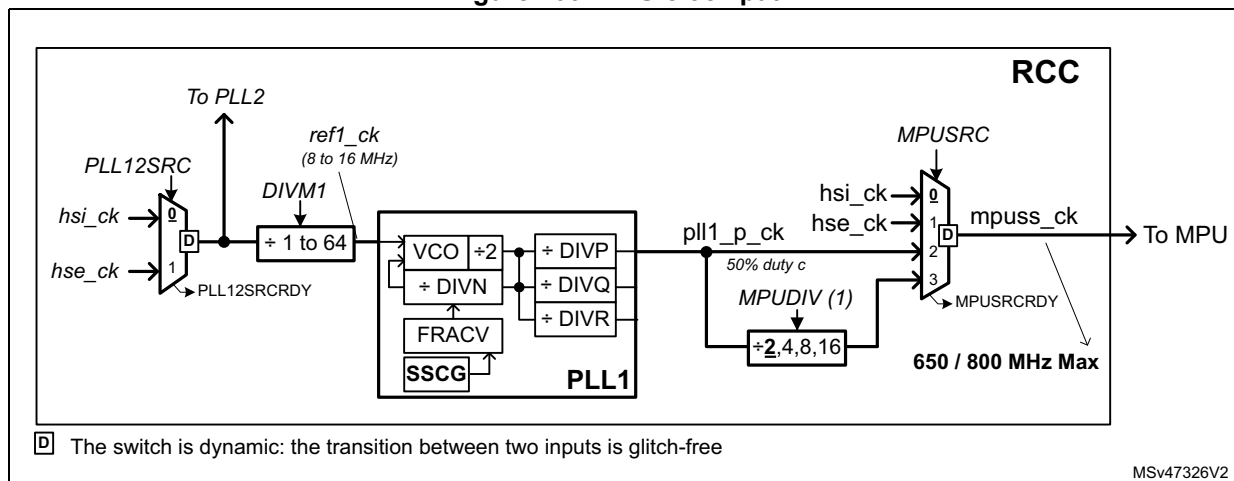 RCC
To PLL2
ref1_ck
(8 to 16 MHz)
PLL12SRC
DIVM1
MPUSRC
hsi_ck
0
D
hse_ck
1
PLL12SRCRDY
÷ 1 to 64
VCO ÷2
÷ DIVN
FRACV
SSCG
÷ DIVP
÷ DIVQ
÷ DIVR
PLL1
pll1_p_ck
50% duty c
MPUDIV (1)
÷2,4,8,16
hsi_ck
0
hse_ck
1
2
3
D
MPUSRCRDY
mpuss_ck
To MPU
650 / 800 MHz Max
D The switch is dynamic: the transition between two inputs is glitch-free
MSv47326V2